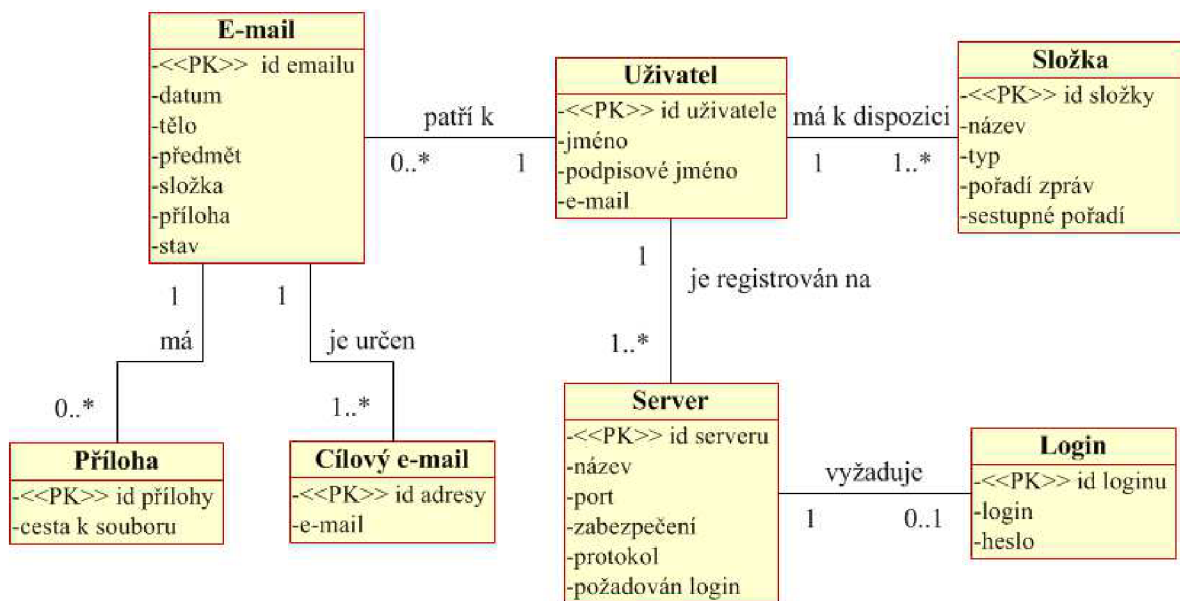 E-mail
-<<PK>> id emailu
-datum
-tělo
-předmět
-složka
-příloha
-stav
patří k
0..*
1
Uživatel
-<<PK>> id uživatele
-jméno
-podpisové jméno
-e-mail
má k dispozici
1
1..*
Složka
-<<PK>> id složky
-název
-typ
-pořadí zpráv
-sestupné pořadí
1
má
0..*
1
je určen
1..*
1
je registrován na
1..*
Příloha
-<<PK>> id přílohy
-cesta k souboru
Cílový e-mail
-<<PK>> id adresy
-e-mail
Server
-<<PK>> id serveru
-název
-port
-zabezpečení
-protokol
-požadován login
vyžaduje
1
0..1
Login
-<<PK>> id loginu
-login
-heslo